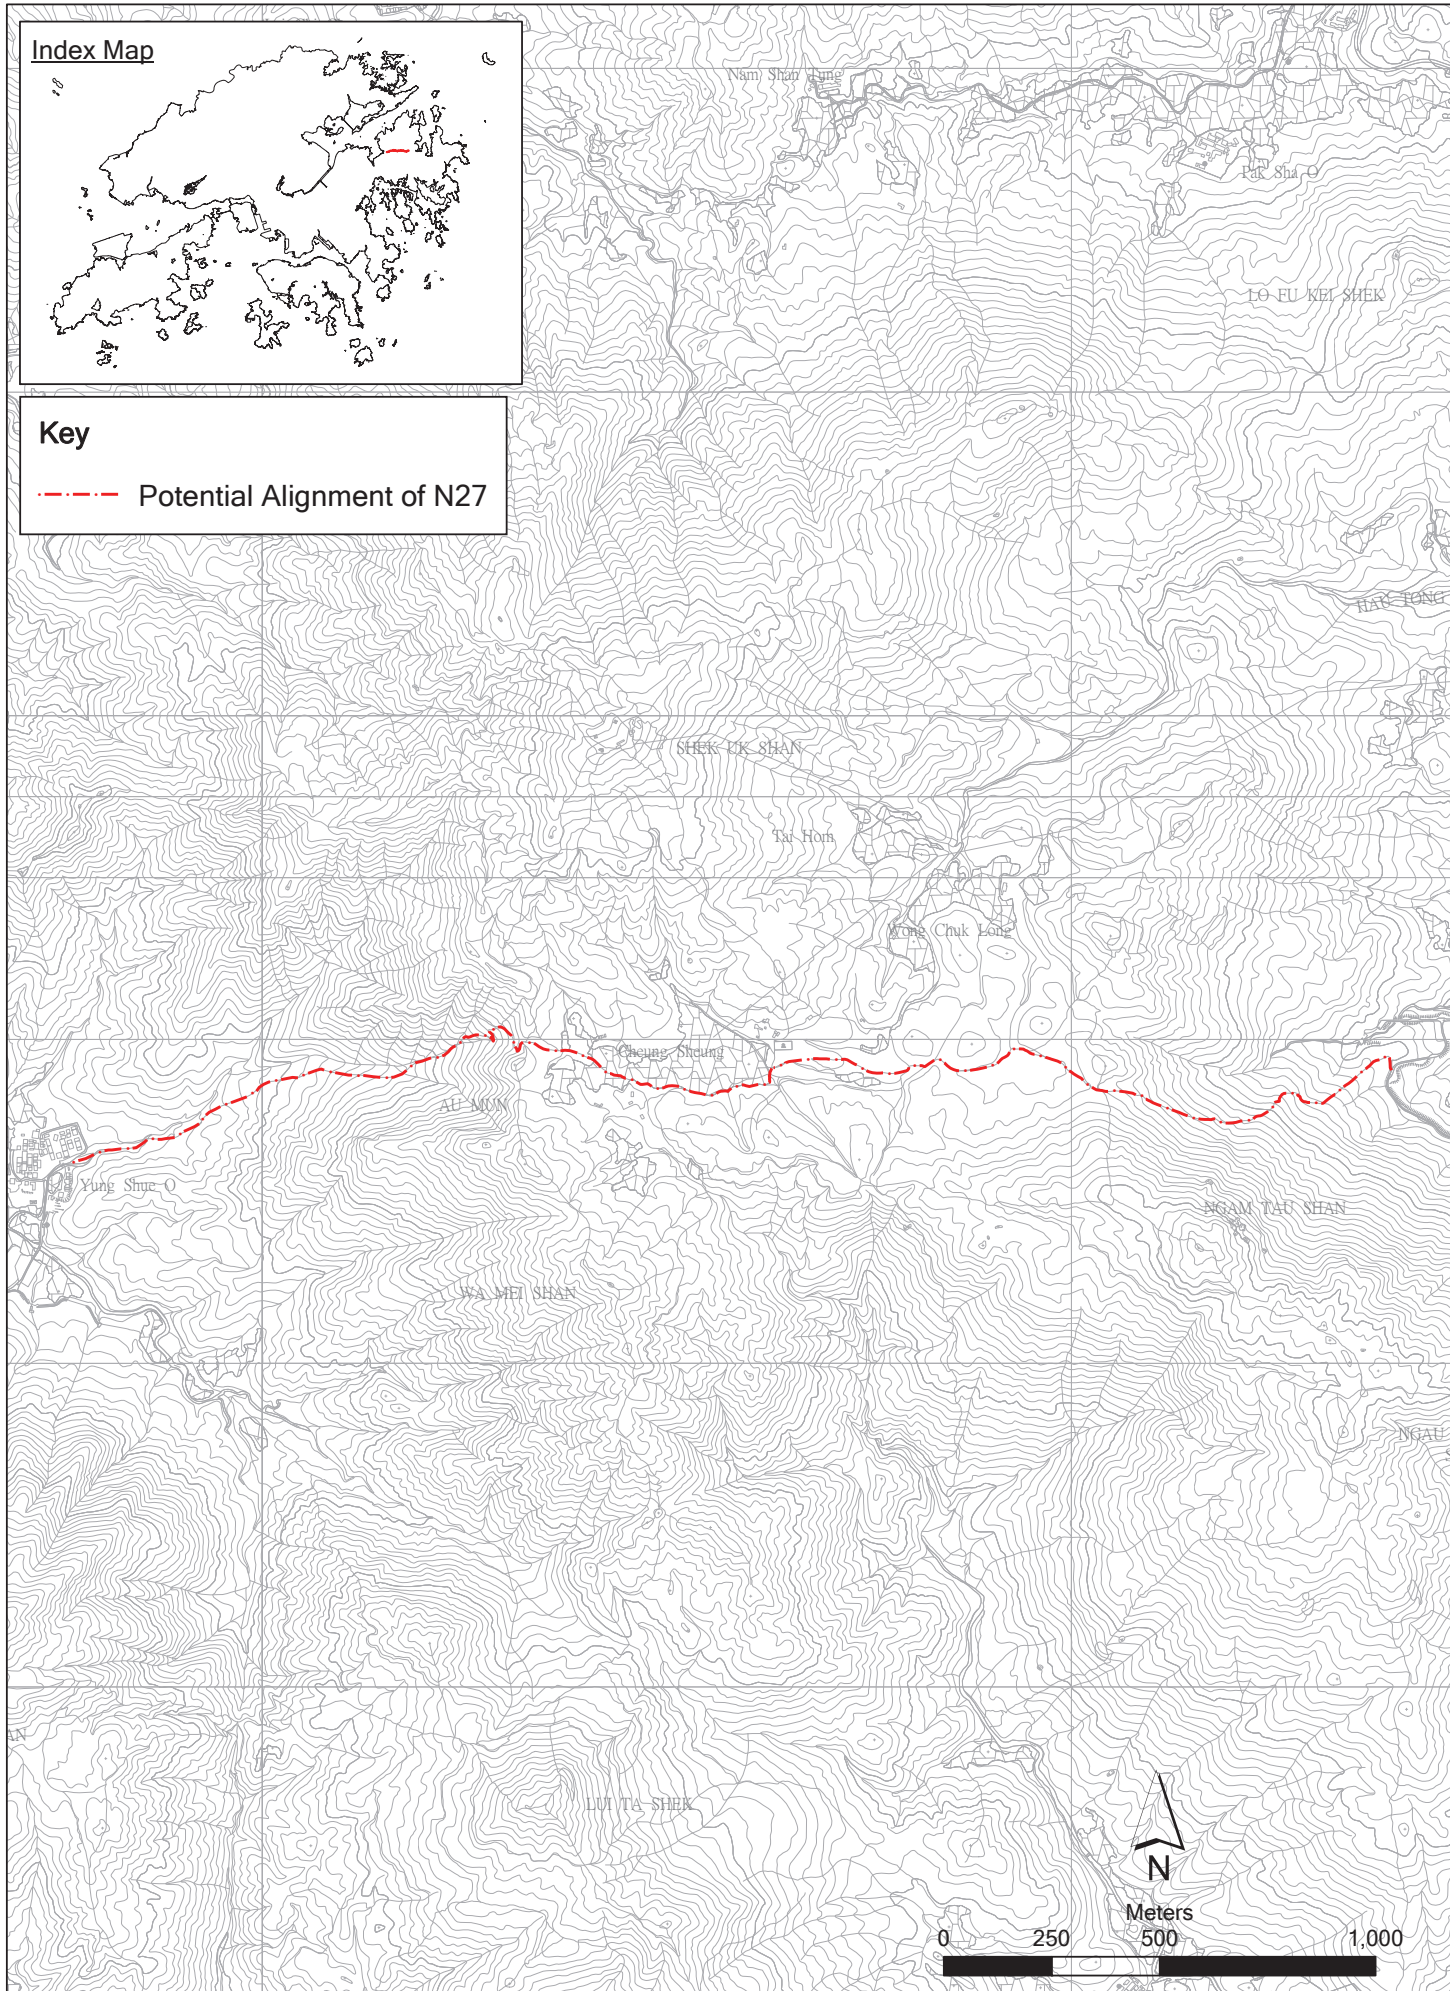 Index Map
Key
Potential Alignment of N27
Nam Shan Tung
Pak Sha O
LO FU KEI SHEK
HAU TONG
SHEK UK SHAN
Tai Hom
Wong Chuk Long
Cheung Sheung
AU MUN
Yung Shue O
NGAM TAU SHAN
WA MEI SHAN
NGAU
AN
LUI TA SHEK
N
Meters
0 250 500 1,000